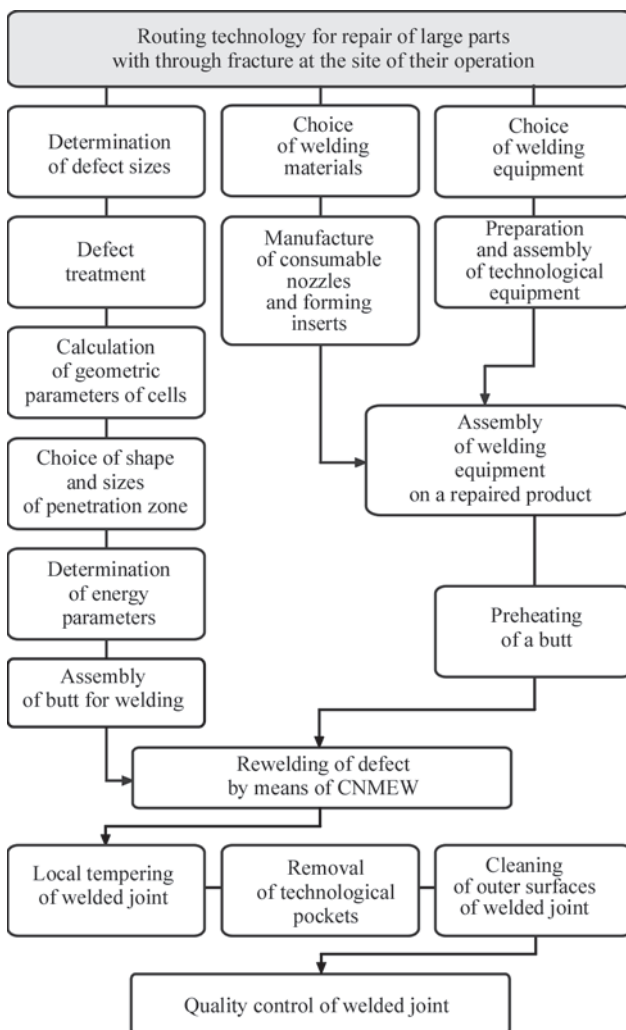 Routing technology for repair of large parts
with through fracture at the site of their operation
Determination
of defect sizes
Choice
of welding
materials
Choice
of welding
equipment
Defect
treatment
Manufacture
of consumable
nozzles
and forming
inserts
Preparation
and assembly
of technological
equipment
Calculation
of geometric
parameters of cells
Choice of shape
and sizes
of penetration zone
Assembly
of welding
equipment
on a repaired product
Determination
of energy
parameters
Preheating
of a butt
Assembly
of butt for welding
Rewelding of defect
by means of CNMEW
Local tempering
of welded joint
Removal
of technological
pockets
Cleaning
of outer surfaces
of welded joint
Quality control of welded joint